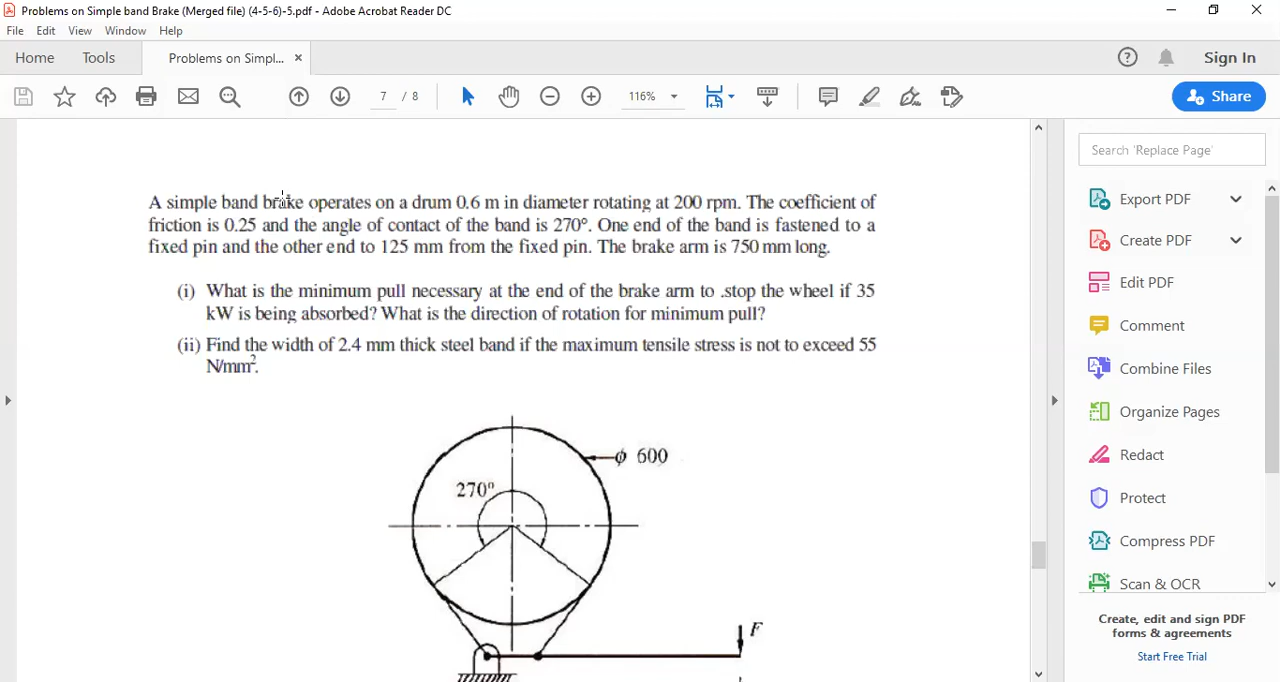 Problems on Simple band Brake (Merged file) (4-5-6)-5.pdf - Adobe Acrobat Reader DC
File Edit View Window Help
Home Tools Problems on Simpl... × Sign In
7 / 8 116% Share
A simple band brake operates on a drum 0.6 m in diameter rotating at 200 rpm. The coefficient of
friction is 0.25 and the angle of contact of the band is 270°. One end of the band is fastened to a
fixed pin and the other end to 125 mm from the fixed pin. The brake arm is 750 mm long.
(i) What is the minimum pull necessary at the end of the brake arm to .stop the wheel if 35
kW is being absorbed? What is the direction of rotation for minimum pull?
(ii) Find the width of 2.4 mm thick steel band if the maximum tensile stress is not to exceed 55
N/mm².
ϕ 600
270°
F
Search 'Replace Page'
Export PDF
Create PDF
Edit PDF
Comment
Combine Files
Organize Pages
Redact
Protect
Compress PDF
Scan & OCR
Create, edit and sign PDF
forms & agreements
Start Free Trial